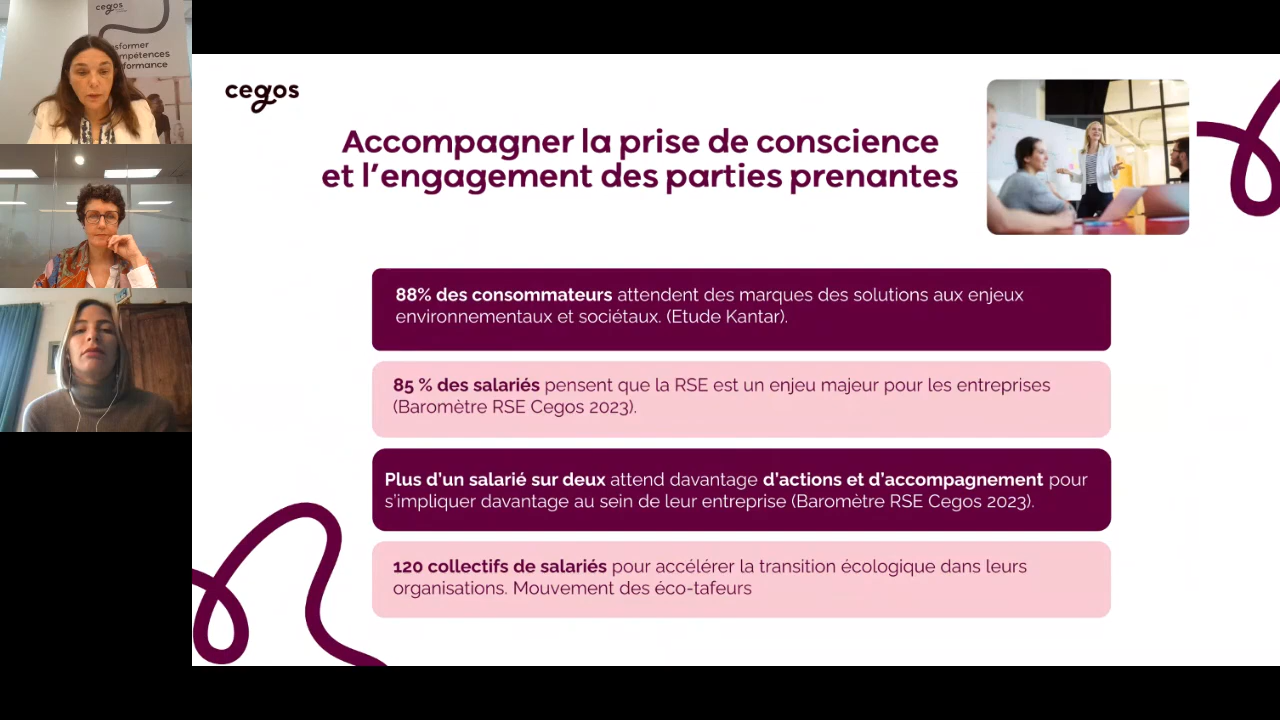 cegos
nsformer
mpétences
formance
cegos
Accompagner la prise de conscience
et l'engagement des parties prenantes
88% des consommateurs attendent des marques des solutions aux enjeux
environnementaux et sociétaux. (Etude Kantar).
85 % des salariés pensent que la RSE est un enjeu majeur pour les entreprises
(Baromètre RSE Cegos 2023).
Plus d'un salarié sur deux attend davantage d'actions et d'accompagnement pour
s'impliquer davantage au sein de leur entreprise (Baromètre RSE Cegos 2023).
120 collectifs de salariés pour accélérer la transition écologique dans leurs
organisations. Mouvement des éco-tafeurs